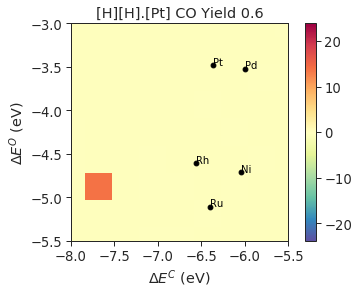 [H][H].[Pt] CO Yield 0.6
−3.0
−3.5
−4.0
−4.5
−5.0
−5.5
ΔE^O (eV)
Pt
Pd
Rh
Ni
Ru
−8.0 −7.5 −7.0 −6.5 −6.0 −5.5
ΔE^C (eV)
20
10
0
−10
−20